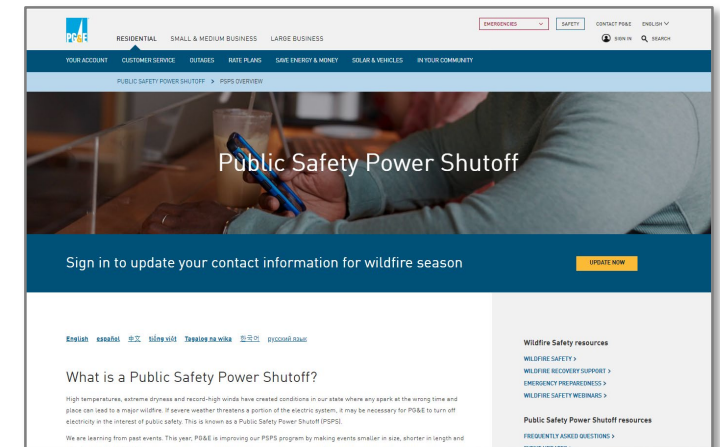 PG&E
EMERGENCIES SAFETY CONTACT PG&E ENGLISH
RESIDENTIAL SMALL & MEDIUM BUSINESS LARGE BUSINESS SIGN IN SEARCH
YOUR ACCOUNT CUSTOMER SERVICE OUTAGES RATE PLANS SAVE ENERGY & MONEY SOLAR & VEHICLES IN YOUR COMMUNITY
PUBLIC SAFETY POWER SHUTOFF > PSPS OVERVIEW
Public Safety Power Shutoff
Sign in to update your contact information for wildfire season
UPDATE NOW
English español 中文 tiếng việt Tagalog na wika 한국어 русский язык
What is a Public Safety Power Shutoff?
High temperatures, extreme dryness and record-high winds have created conditions in our state where any spark at the wrong time and
place can lead to a major wildfire. If severe weather threatens a portion of the electric system, it may be necessary for PG&E to turn off
electricity in the interest of public safety. This is known as a Public Safety Power Shutoff (PSPS).
We are learning from past events. This year, PG&E is improving our PSPS program by making events smaller in size, shorter in length and
Wildfire Safety resources
WILDFIRE SAFETY >
WILDFIRE RECOVERY SUPPORT >
EMERGENCY PREPAREDNESS >
WILDFIRE SAFETY WEBINARS >
Public Safety Power Shutoff resources
FREQUENTLY ASKED QUESTIONS >